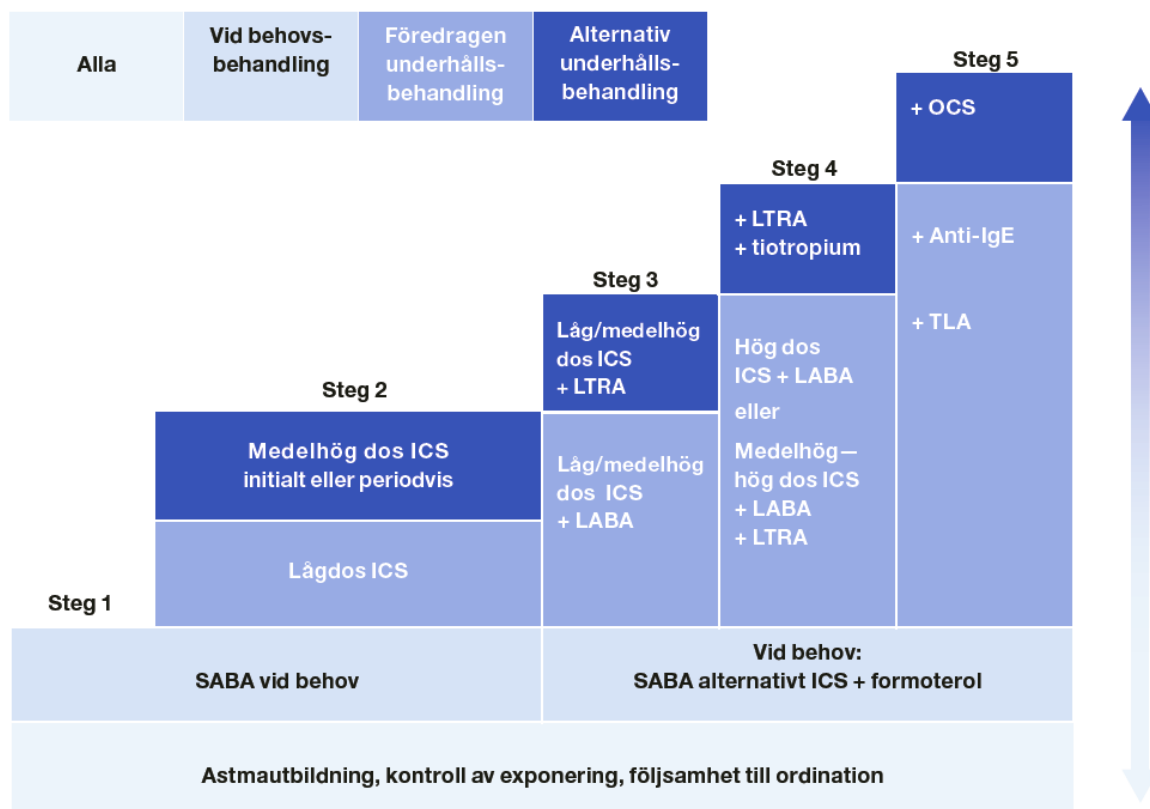 Alla
Vid behovs-
behandling
Föredragen
underhålls-
behandling
Alternativ
underhålls-
behandling
Steg 5
+ OCS
+ Anti-IgE
+ TLA
Steg 4
+ LTRA
+ tiotropium
Hög dos
ICS + LABA
eller
Medelhög—
hög dos ICS
+ LABA
+ LTRA
Steg 3
Låg/medelhög
dos ICS
+ LTRA
Låg/medelhög
dos ICS
+ LABA
Steg 2
Medelhög dos ICS
initialt eller periodvis
Lågdos ICS
Steg 1
SABA vid behov
Vid behov:
SABA alternativt ICS + formoterol
Astmautbildning, kontroll av exponering, följsamhet till ordination